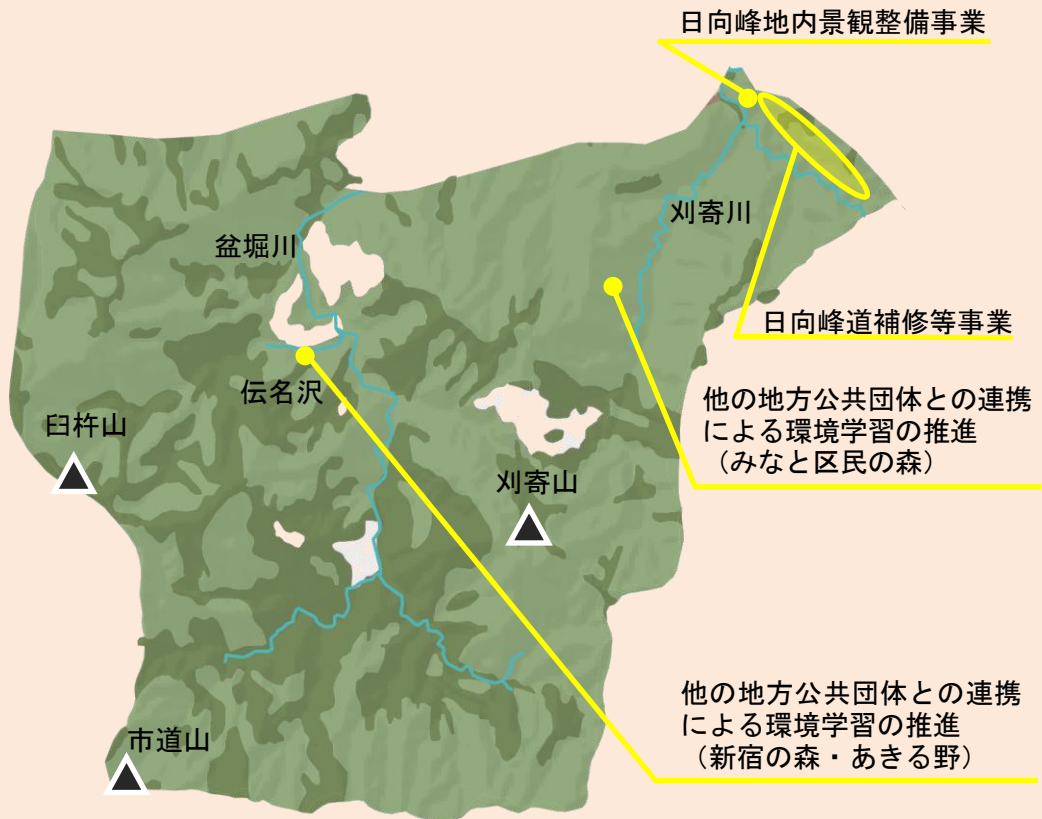 日向峰地内景観整備事業
刈寄川
盆堀川
日向峰道補修等事業
伝名沢
他の地方公共団体との連携
による環境学習の推進
（みなと区民の森）
臼杵山
刈寄山
他の地方公共団体との連携
による環境学習の推進
（新宿の森・あきる野）
市道山